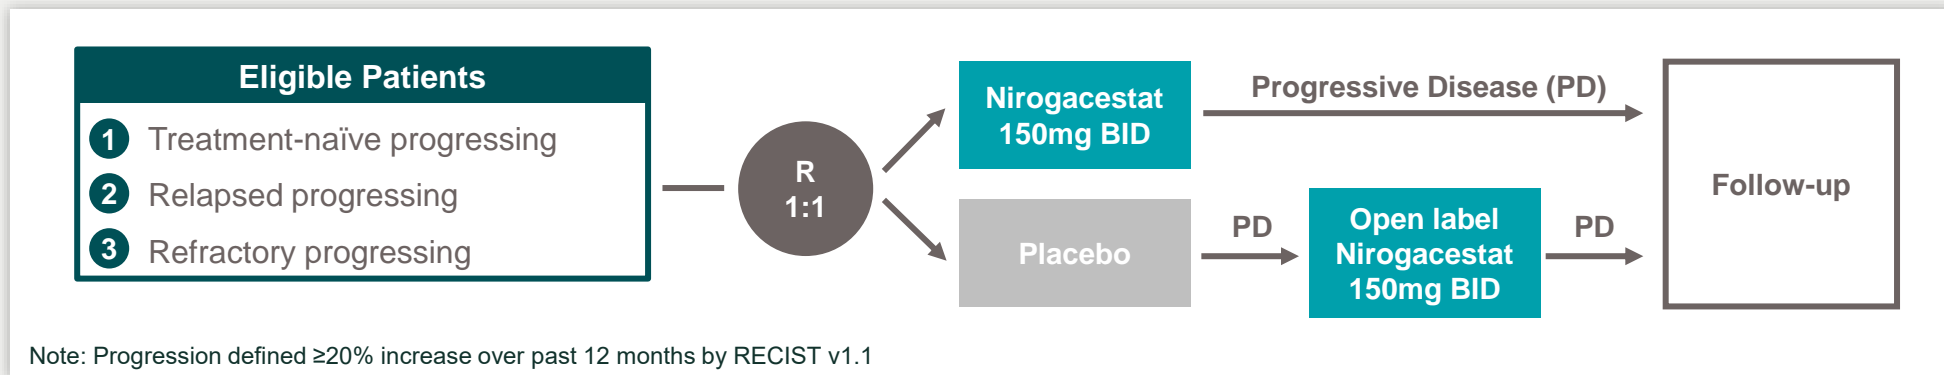 Eligible Patients
1 Treatment-naïve progressing
2 Relapsed progressing
3 Refractory progressing
R
1:1
Nirogacestat
150mg BID
Progressive Disease (PD)
Placebo
PD
Open label
Nirogacestat
150mg BID
PD
Follow-up
Note: Progression defined ≥20% increase over past 12 months by RECIST v1.1